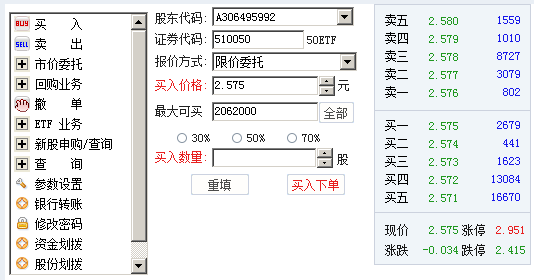 BUY 买 入
SELL 卖 出
市价委托
回购业务
撤 单
ETF 业务
新股申购/查询
查 询
参数设置
银行转账
修改密码
资金划拨
股份划拨
股东代码: A306495992
证券代码: 510050 50ETF
报价方式: 限价委托
买入价格: 2.575 元
最大可买 2062000 全部
30% 50% 70%
买入数量: 股
重填 买入下单
卖五 2.580 1559
卖四 2.579 1010
卖三 2.578 8727
卖二 2.577 3079
卖一 2.576 802
买一 2.575 2679
买二 2.574 441
买三 2.573 1623
买四 2.572 13084
买五 2.571 16670
现价 2.575 涨停 2.951
涨跌 -0.034 跌停 2.415